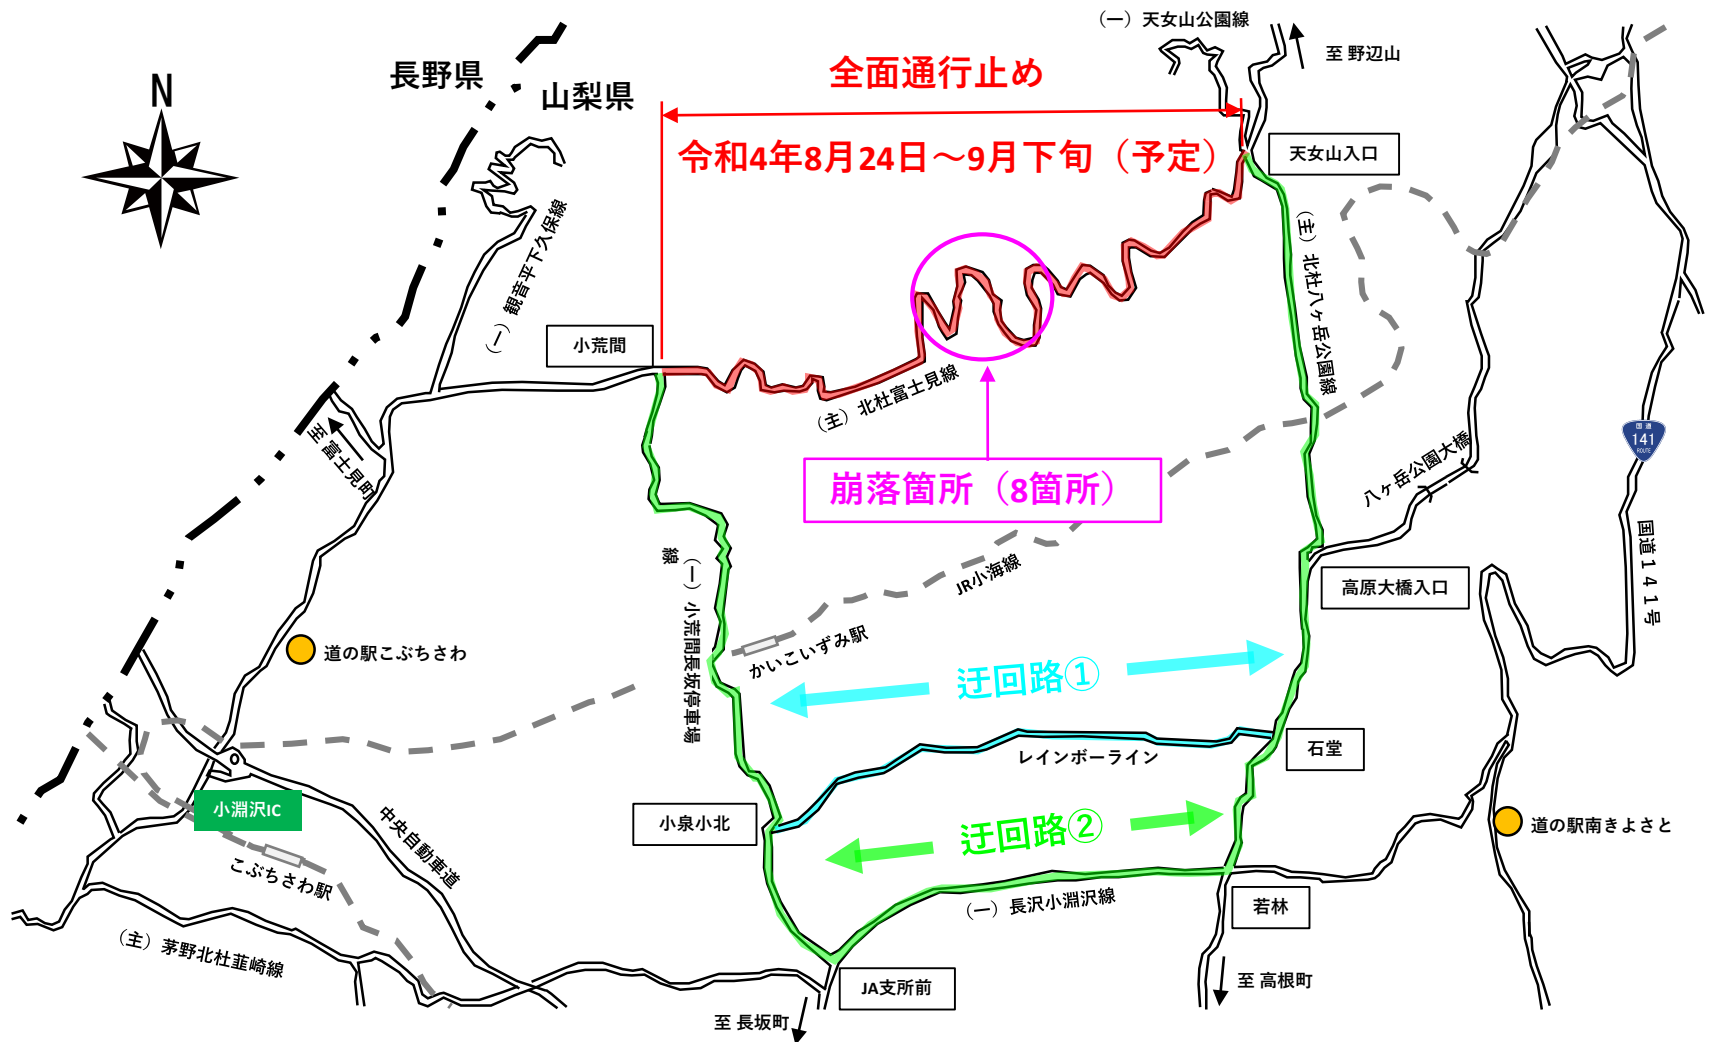 (一) 天女山公園線
至 野辺山
長野県
山梨県
全面通行止め
N
令和4年8月24日～9月下旬（予定）
天女山入口
(一) 観音平下久保線
(主) 北杜八ヶ岳公園線
小荒間
(主) 北杜富士見線
至 富士見町
国道
141
ROUTE
八ヶ岳公園大橋
崩落箇所（8箇所）
国道１４１号
(一) 小荒間長坂停車場
線
JR小海線
高原大橋入口
かいこいずみ駅
道の駅こぶちさわ
迂回路①
レインボーライン
石堂
小淵沢IC
小泉小北
迂回路②
道の駅南きよさと
中央自動車道
こぶちさわ駅
(一) 長沢小淵沢線
若林
(主) 茅野北杜韮崎線
JA支所前
至 高根町
至 長坂町